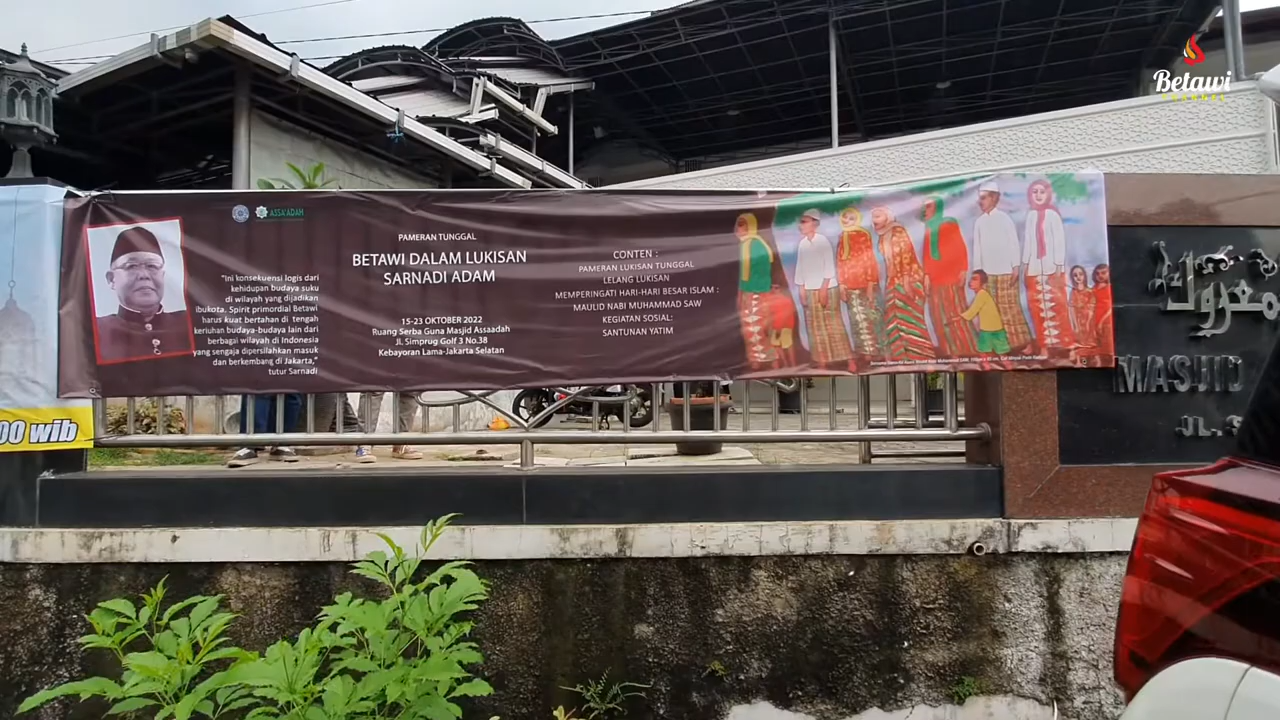 Betawi
CHANNEL
ASSA'ADAH
PAMERAN TUNGGAL
BETAWI DALAM LUKISAN
SARNADI ADAM
15-23 OKTOBER 2022
Ruang Serba Guna Masjid Assaadah
Jl, Simprug Golf 3 No.38
Kebayoran Lama-Jakarta Selatan
"Ini konsekuensi logis dari
kehidupan budaya suku
di wilayah yang dijadikan
ibukota. Spirit primordial Betawi
harus kuat bertahan di tengah
keriuhan budaya-budaya lain dari
berbagai wilayah di Indonesia
yang sengaja dipersilahkan masuk
dan berkembang di Jakarta,"
tutur Sarnadi
CONTEN :
PAMERAN LUKISAN TUNGGAL
LELANG LUKISAN
MEMPERINGATI HARI-HARI BESAR ISLAM :
MAULID NABI MUHAMMAD SAW
KEGIATAN SOSIAL:
SANTUNAN YATIM
00 wib
MASJID
JL.